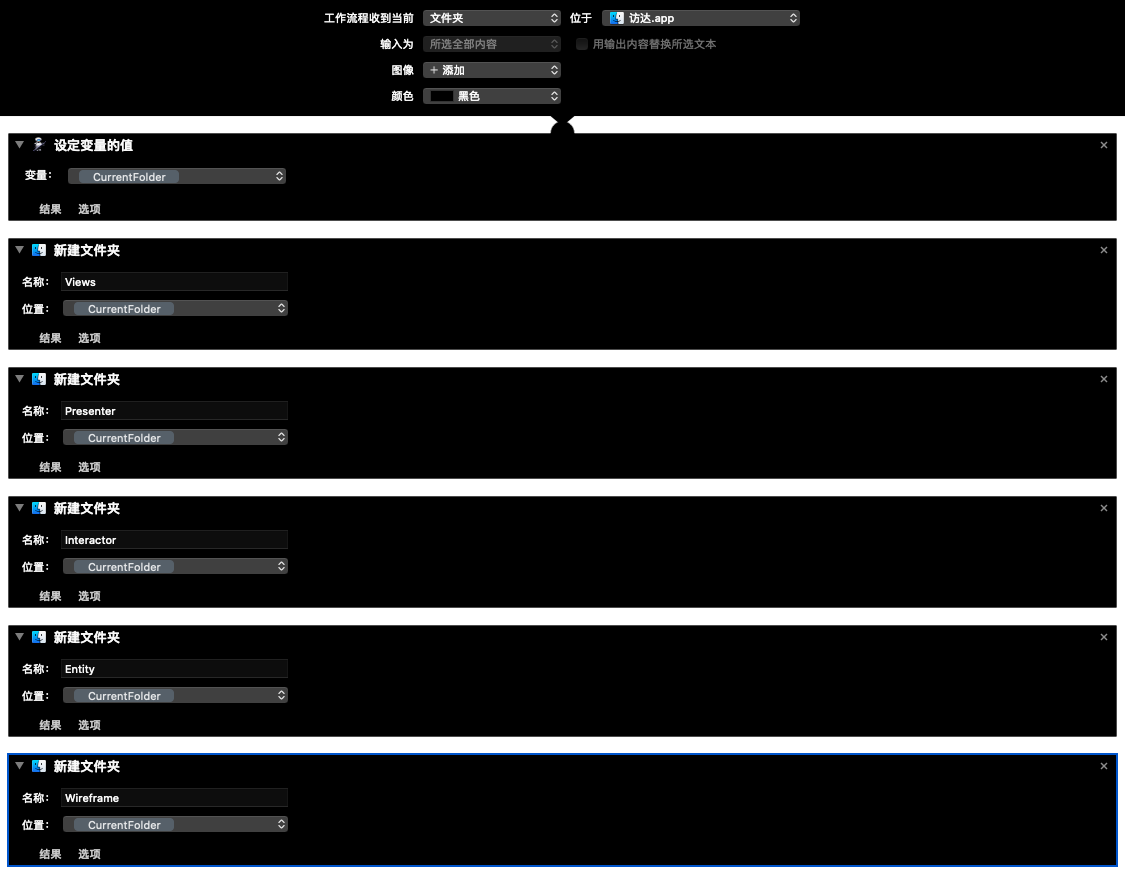 工作流程收到当前 文件夹 位于 访达.app
输入为 所选全部内容 用输出内容替换所选文本
图像 + 添加
颜色 黑色
设定变量的值
变量： CurrentFolder
结果 选项
新建文件夹
名称： Views
位置： CurrentFolder
结果 选项
新建文件夹
名称： Presenter
位置： CurrentFolder
结果 选项
新建文件夹
名称： Interactor
位置： CurrentFolder
结果 选项
新建文件夹
名称： Entity
位置： CurrentFolder
结果 选项
新建文件夹
名称： Wireframe
位置： CurrentFolder
结果 选项